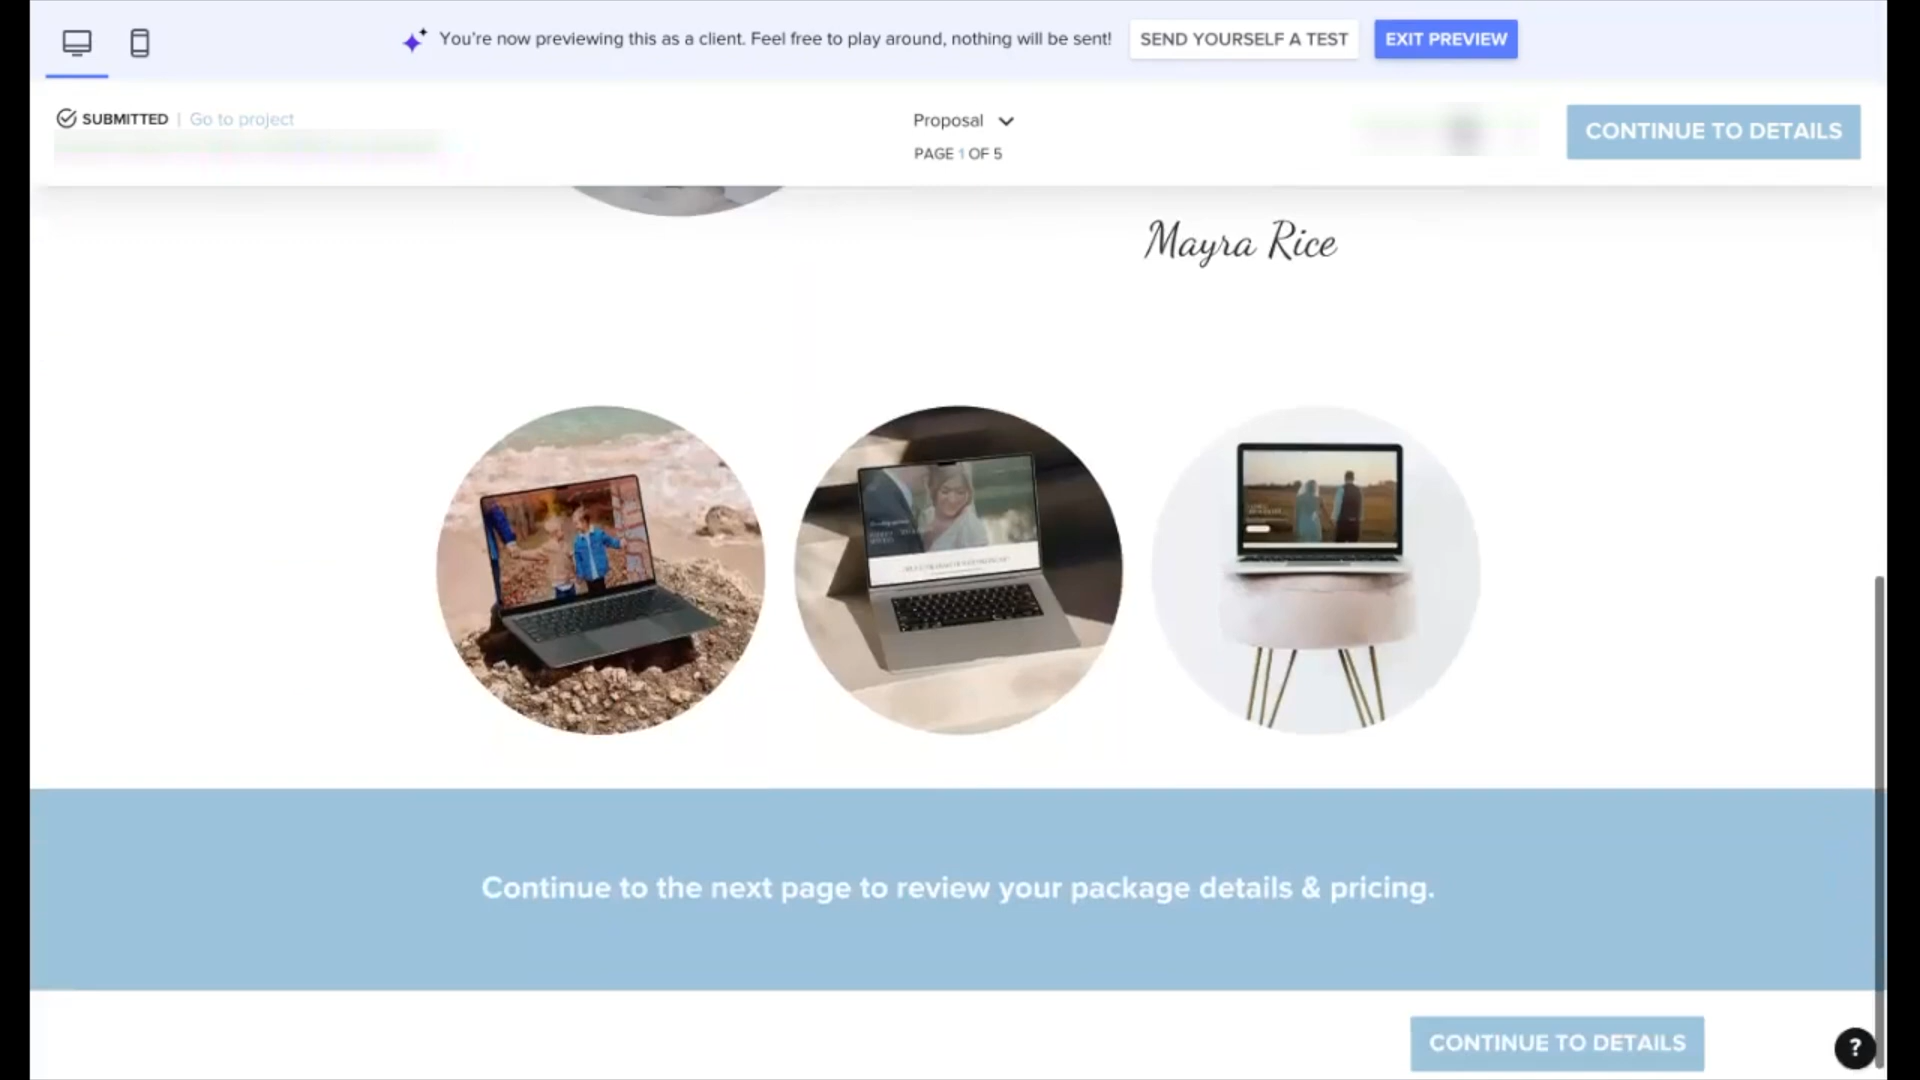 You're now previewing this as a client. Feel free to play around, nothing will be sent!
SEND YOURSELF A TEST
EXIT PREVIEW
SUBMITTED | Go to project
Proposal
PAGE 1 OF 5
CONTINUE TO DETAILS
Mayra Rice
Continue to the next page to review your package details & pricing.
CONTINUE TO DETAILS
?